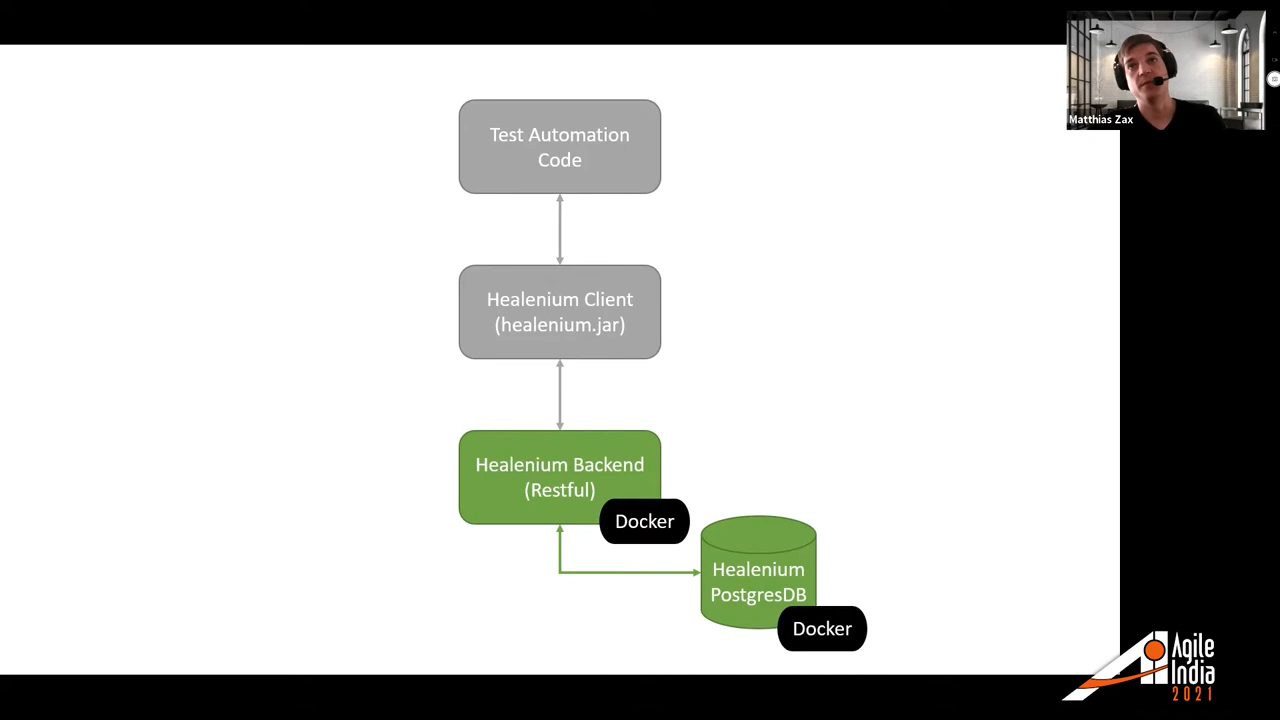 Matthias Zax
Test Automation
Code
Healenium Client
(healenium.jar)
Healenium Backend
(Restful)
Docker
Healenium
PostgresDB
Docker
Agile
India
2021